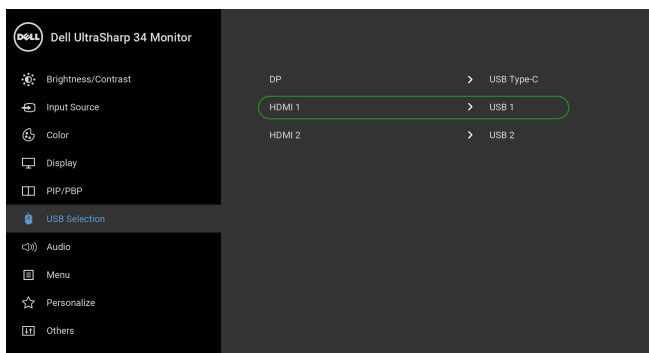 DELL Dell UltraSharp 34 Monitor
Brightness/Contrast
Input Source
Color
Display
PIP/PBP
USB Selection
Audio
Menu
Personalize
Others
DP > USB Type-C
HDMI 1 > USB 1
HDMI 2 > USB 2